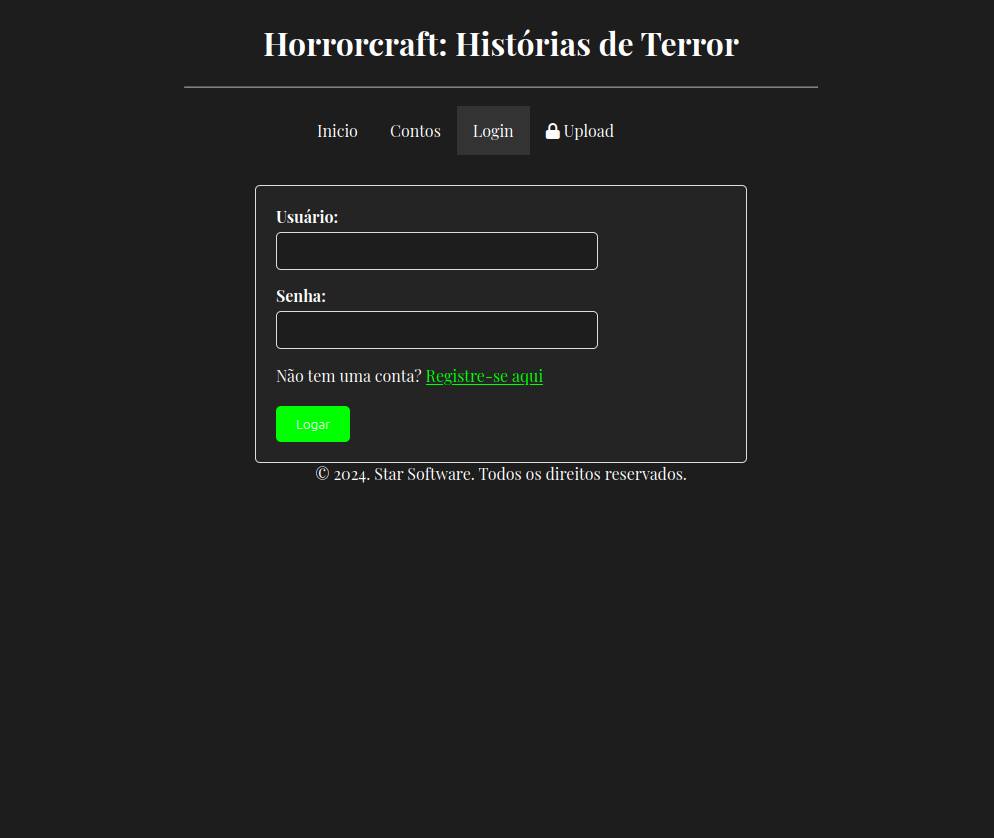 Horrorcraft: Histórias de Terror
Inicio Contos Login Upload
Usuário:
Senha:
Não tem uma conta? Registre-se aqui
Logar
© 2024. Star Software. Todos os direitos reservados.